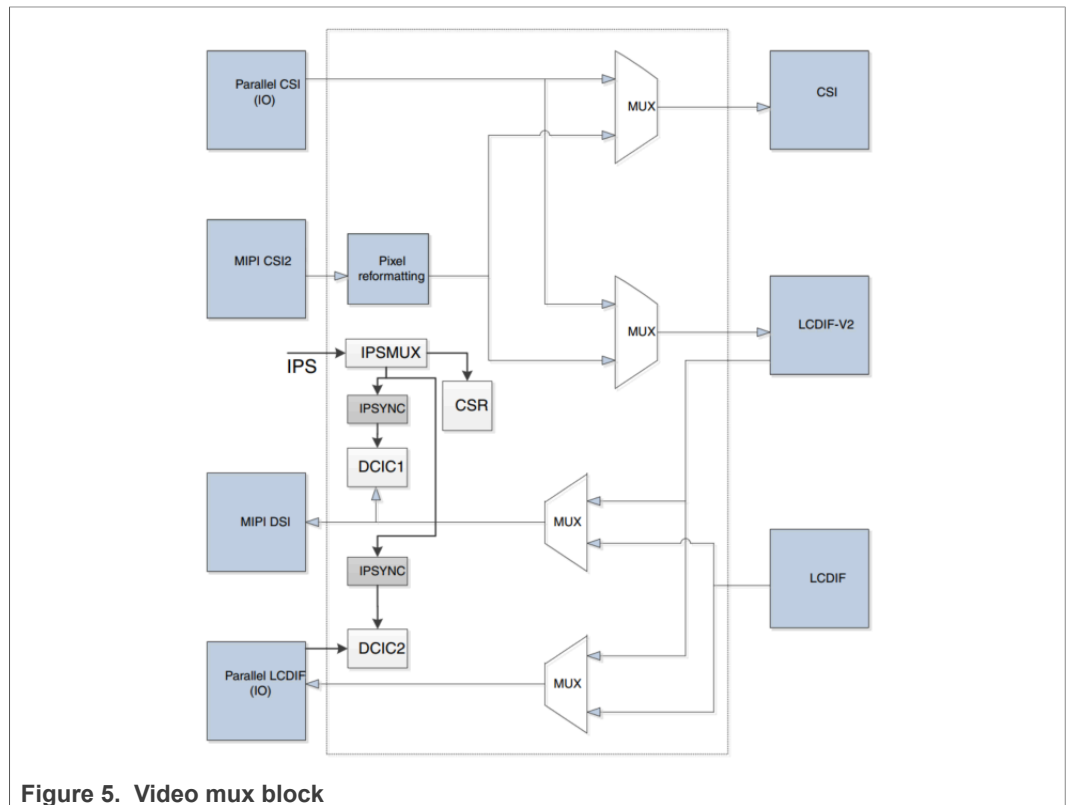 Parallel CSI
(IO)
MUX
CSI
MIPI CSI2
Pixel
reformatting
MUX
LCDIF-V2
IPS
IPSMUX
CSR
IPSYNC
DCIC1
MIPI DSI
MUX
IPSYNC
LCDIF
DCIC2
Parallel LCDIF
(IO)
MUX
Figure 5. Video mux block